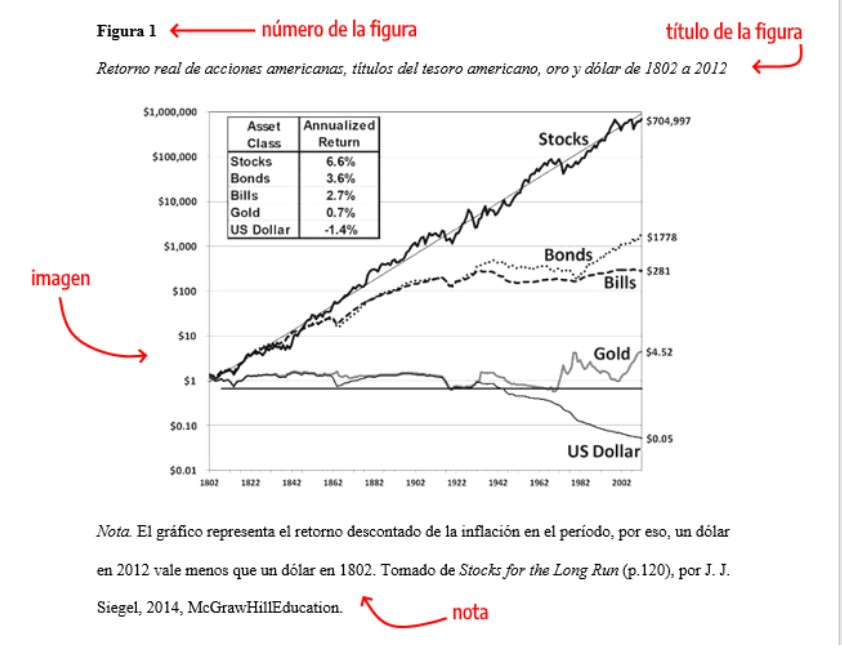 Figura 1
número de la figura
título de la figura
Retorno real de acciones americanas, títulos del tesoro americano, oro y dólar de 1802 a 2012
$1,000,000
$100,000
$10,000
$1,000
$100
$10
$1
$0.10
$0.01
Asset Class Annualized Return
Stocks 6.6%
Bonds 3.6%
Bills 2.7%
Gold 0.7%
US Dollar -1.4%
Stocks
$704,997
Bonds
$1778
Bills
$281
Gold
$4.52
US Dollar
$0.05
1802 1822 1842 1862 1882 1902 1922 1942 1962 1982 2002
imagen
Nota. El gráfico representa el retorno descontado de la inflación en el período, por eso, un dólar
en 2012 vale menos que un dólar en 1802. Tomado de Stocks for the Long Run (p.120), por J. J.
Siegel, 2014, McGrawHillEducation.
nota